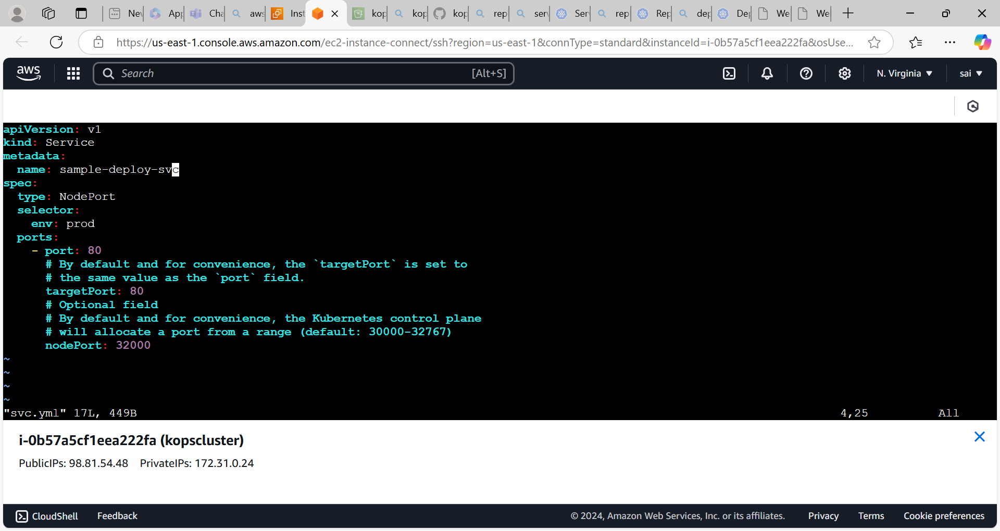 Nev
App
Cha
aws
Inst
kop
kop
kop
rep
serv
Ser
rep
Rep
dep
Dep
We
We
https://us-east-1.console.aws.amazon.com/ec2-instance-connect/ssh?region=us-east-1&connType=standard&instanceId=i-0b57a5cf1eea222fa&osUse...
aws
Search
[Alt+S]
N. Virginia
sai
apiVersion: v1
kind: Service
metadata:
  name: sample-deploy-svc
spec:
  type: NodePort
  selector:
    env: prod
  ports:
    - port: 80
      # By default and for convenience, the `targetPort` is set to
      # the same value as the `port` field.
      targetPort: 80
      # Optional field
      # By default and for convenience, the Kubernetes control plane
      # will allocate a port from a range (default: 30000-32767)
      nodePort: 32000
~
~
~
~
"svc.yml" 17L, 449B 4,25 All
i-0b57a5cf1eea222fa (kopscluster)
PublicIPs: 98.81.54.48 PrivateIPs: 172.31.0.24
CloudShell Feedback © 2024, Amazon Web Services, Inc. or its affiliates. Privacy Terms Cookie preferences